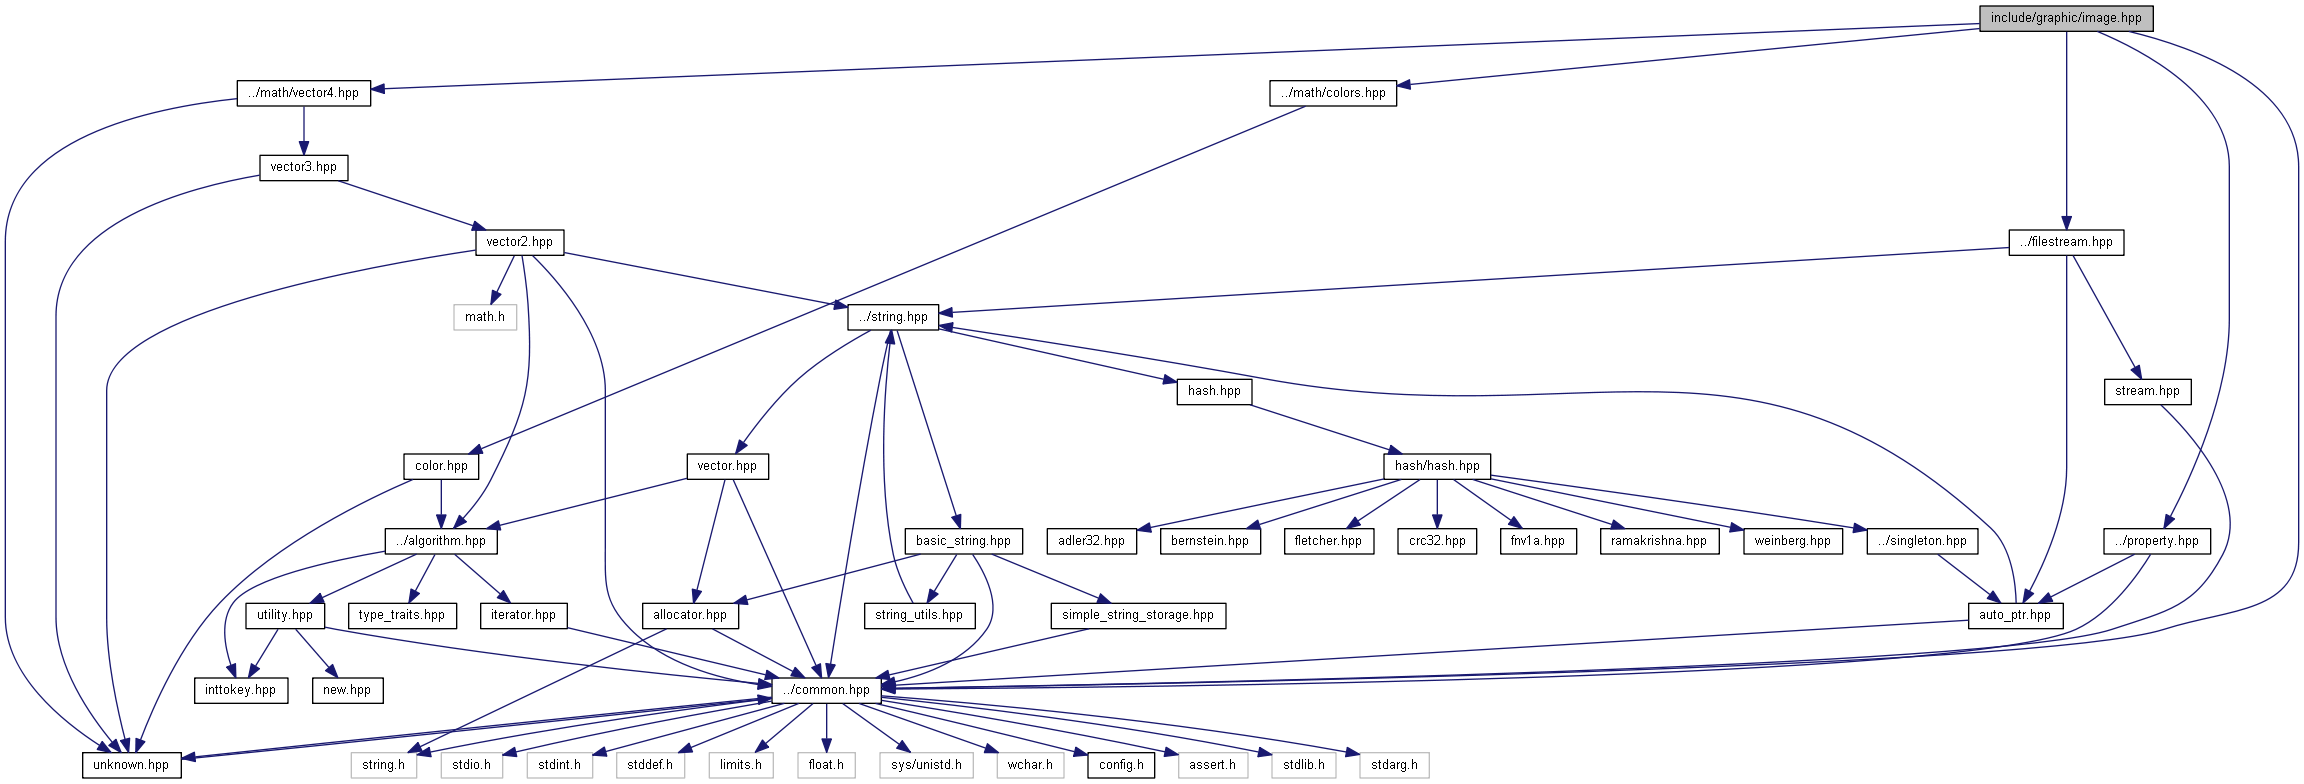 include/graphic/image.hpp
../math/vector4.hpp
../math/colors.hpp
vector3.hpp
vector2.hpp
../filestream.hpp
math.h
../string.hpp
hash.hpp
stream.hpp
color.hpp
vector.hpp
hash/hash.hpp
../algorithm.hpp
basic_string.hpp
adler32.hpp
bernstein.hpp
fletcher.hpp
crc32.hpp
fnv1a.hpp
ramakrishna.hpp
weinberg.hpp
../singleton.hpp
../property.hpp
utility.hpp
type_traits.hpp
iterator.hpp
allocator.hpp
string_utils.hpp
simple_string_storage.hpp
auto_ptr.hpp
inttokey.hpp
new.hpp
../common.hpp
unknown.hpp
string.h
stdio.h
stdint.h
stddef.h
limits.h
float.h
sys/unistd.h
wchar.h
config.h
assert.h
stdlib.h
stdarg.h